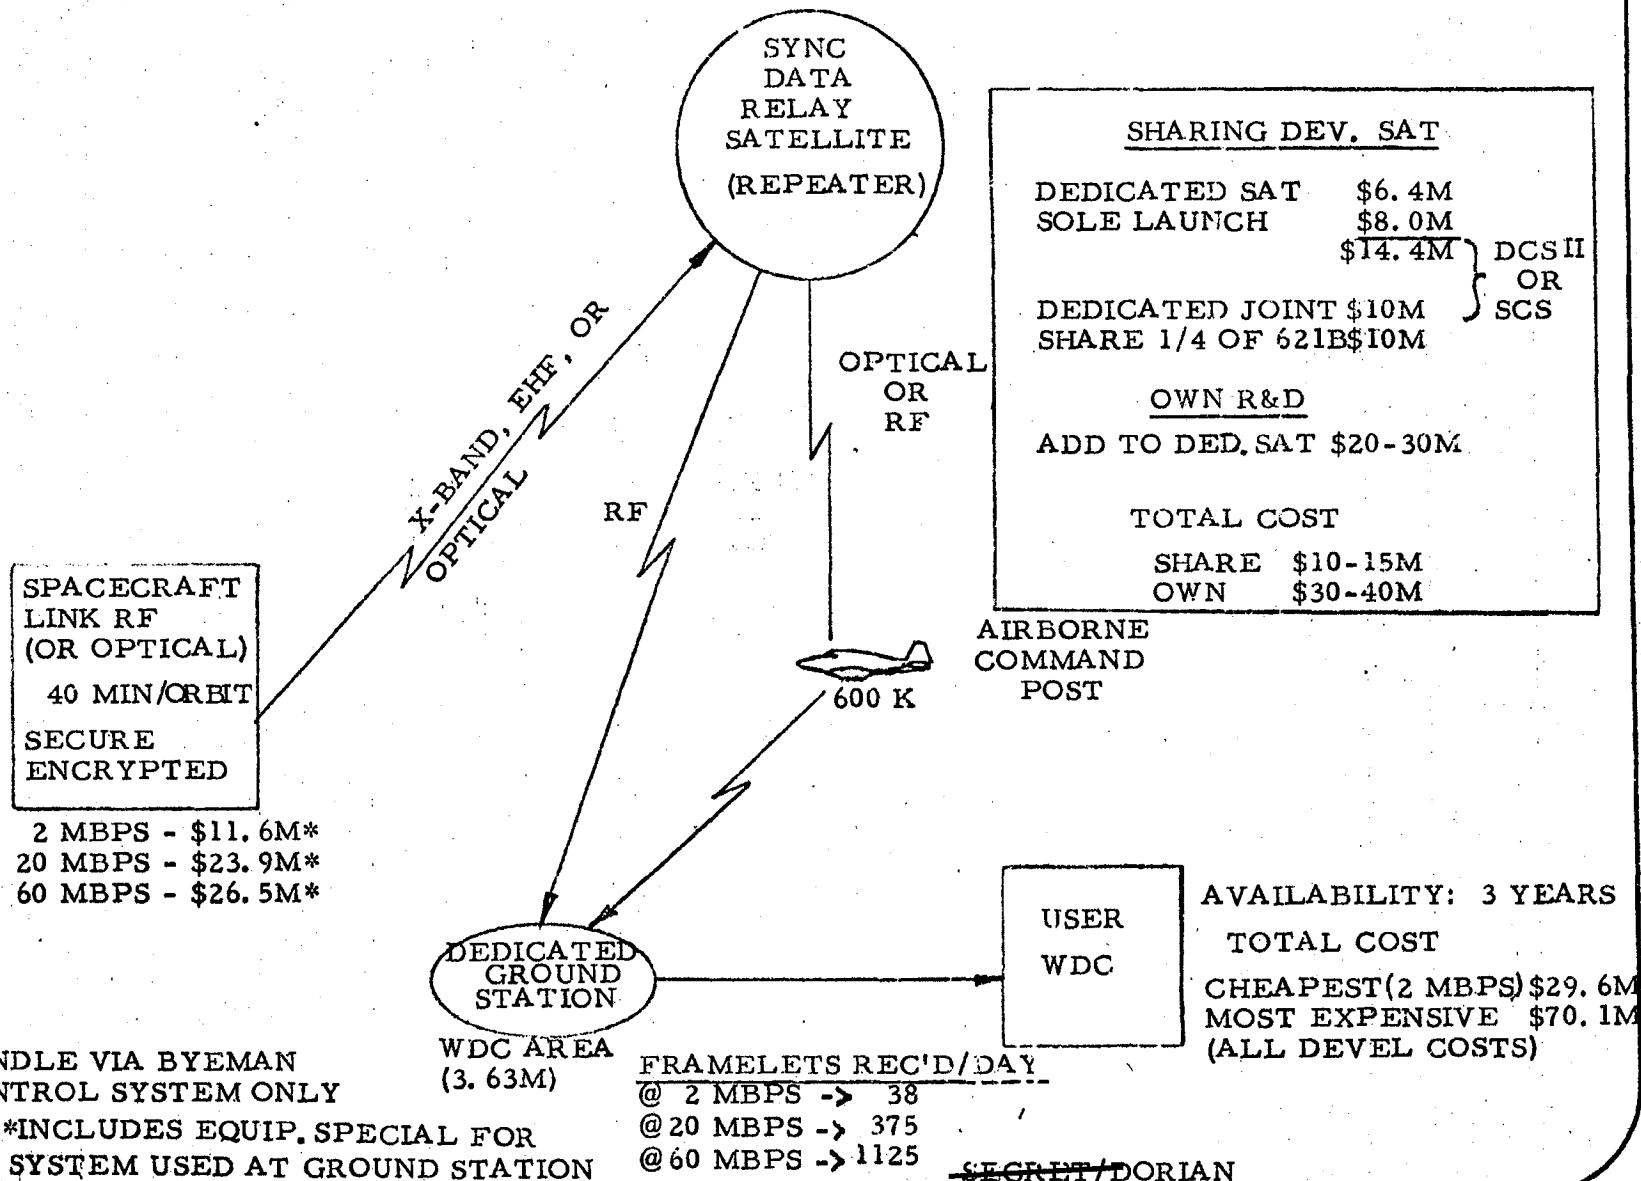 SYNC
DATA
RELAY
SATELLITE
(REPEATER)
SHARING DEV. SAT
DEDICATED SAT $6.4M
SOLE LAUNCH $8.0M
$14.4M
DEDICATED JOINT $10M
SHARE 1/4 OF 621B $10M
DCS II
OR
SCS
OWN R&D
ADD TO DED. SAT $20-30M
TOTAL COST
SHARE $10-15M
OWN $30-40M
X-BAND, EHF, OR
OPTICAL
RF
OPTICAL
OR
RF
SPACECRAFT
LINK RF
(OR OPTICAL)
40 MIN/ORBIT
SECURE
ENCRYPTED
2 MBPS - $11.6M*
20 MBPS - $23.9M*
60 MBPS - $26.5M*
AIRBORNE
COMMAND
POST
600 K
DEDICATED
GROUND
STATION
WDC AREA
(3.63M)
USER
WDC
AVAILABILITY: 3 YEARS
TOTAL COST
CHEAPEST (2 MBPS) $29.6M
MOST EXPENSIVE $70.1M
(ALL DEVEL COSTS)
FRAMELETS REC'D/DAY
@ 2 MBPS -> 38
@ 20 MBPS -> 375
@ 60 MBPS -> 1125
NDLE VIA BYEMAN
NTROL SYSTEM ONLY
*INCLUDES EQUIP. SPECIAL FOR
SYSTEM USED AT GROUND STATION
SECRET/DORIAN